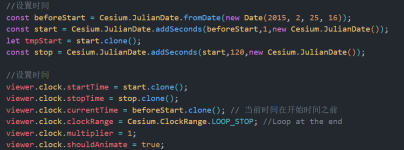 //设置时间
const beforeStart = Cesium.JulianDate.fromDate(new Date(2015, 2, 25, 16));
const start = Cesium.JulianDate.addSeconds(beforeStart,1,new Cesium.JulianDate());
let tmpStart = start.clone();
const stop = Cesium.JulianDate.addSeconds(start,120,new Cesium.JulianDate());
//设置时间
viewer.clock.startTime = start.clone();
viewer.clock.stopTime = stop.clone();
viewer.clock.currentTime = beforeStart.clone(); // 当前时间在开始时间之前
viewer.clock.clockRange = Cesium.ClockRange.LOOP_STOP; //Loop at the end
viewer.clock.multiplier = 1;
viewer.clock.shouldAnimate = true;